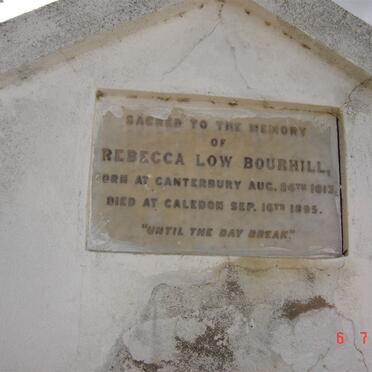 SACRED TO THE MEMORY
OF
REBECCA LOW BOURHILL,
BORN AT CANTERBURY AUG. 24TH 1813.
DIED AT CALEDON SEP. 16TH 1895.
"UNTIL THE DAY BREAK."
6 7